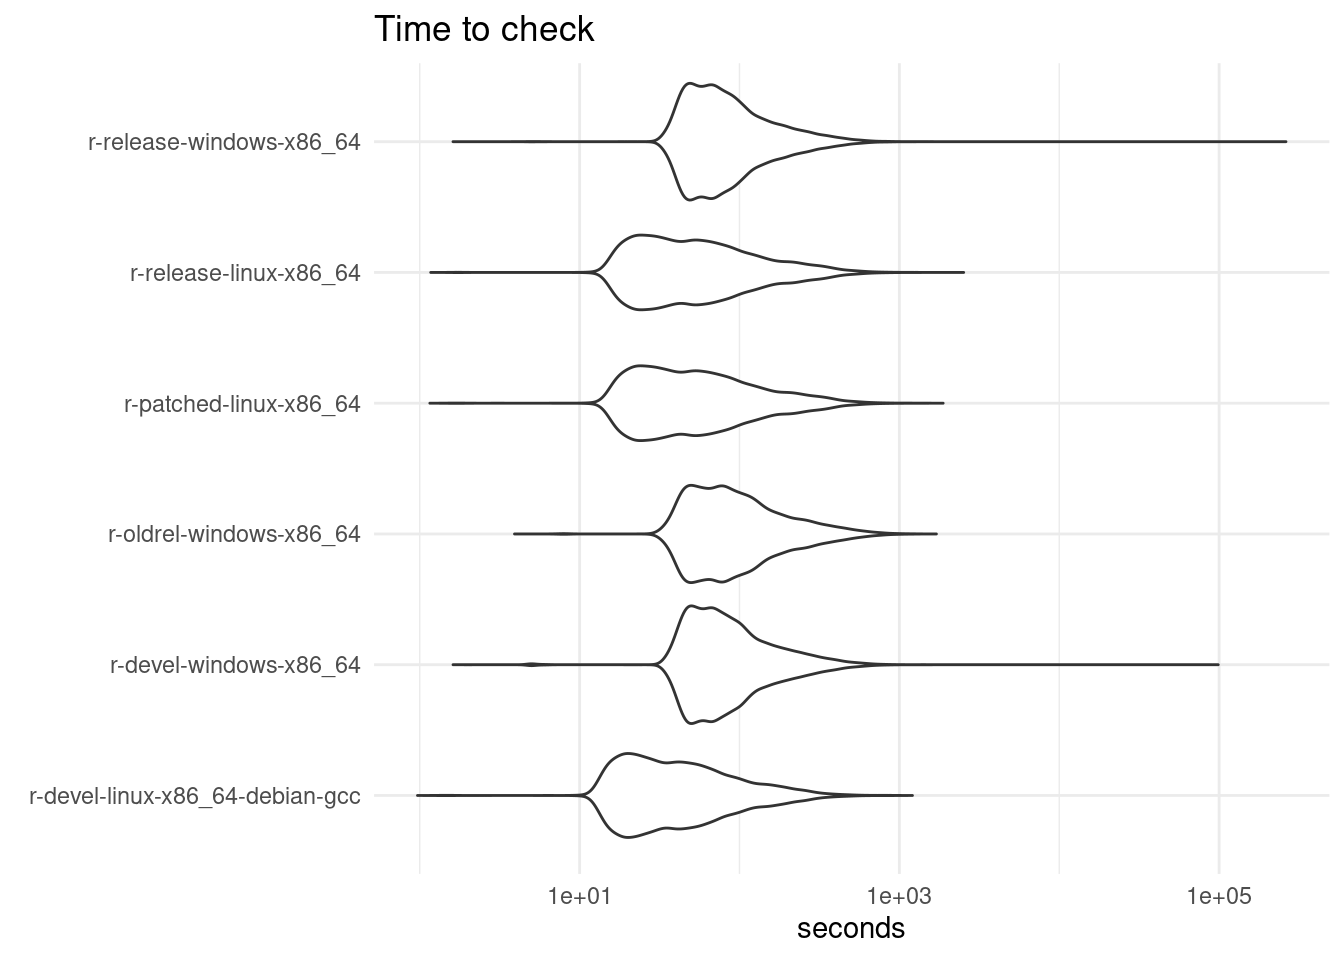 Time to check
r-release-windows-x86_64
r-release-linux-x86_64
r-patched-linux-x86_64
r-oldrel-windows-x86_64
r-devel-windows-x86_64
r-devel-linux-x86_64-debian-gcc
1e+01 1e+03 1e+05
seconds